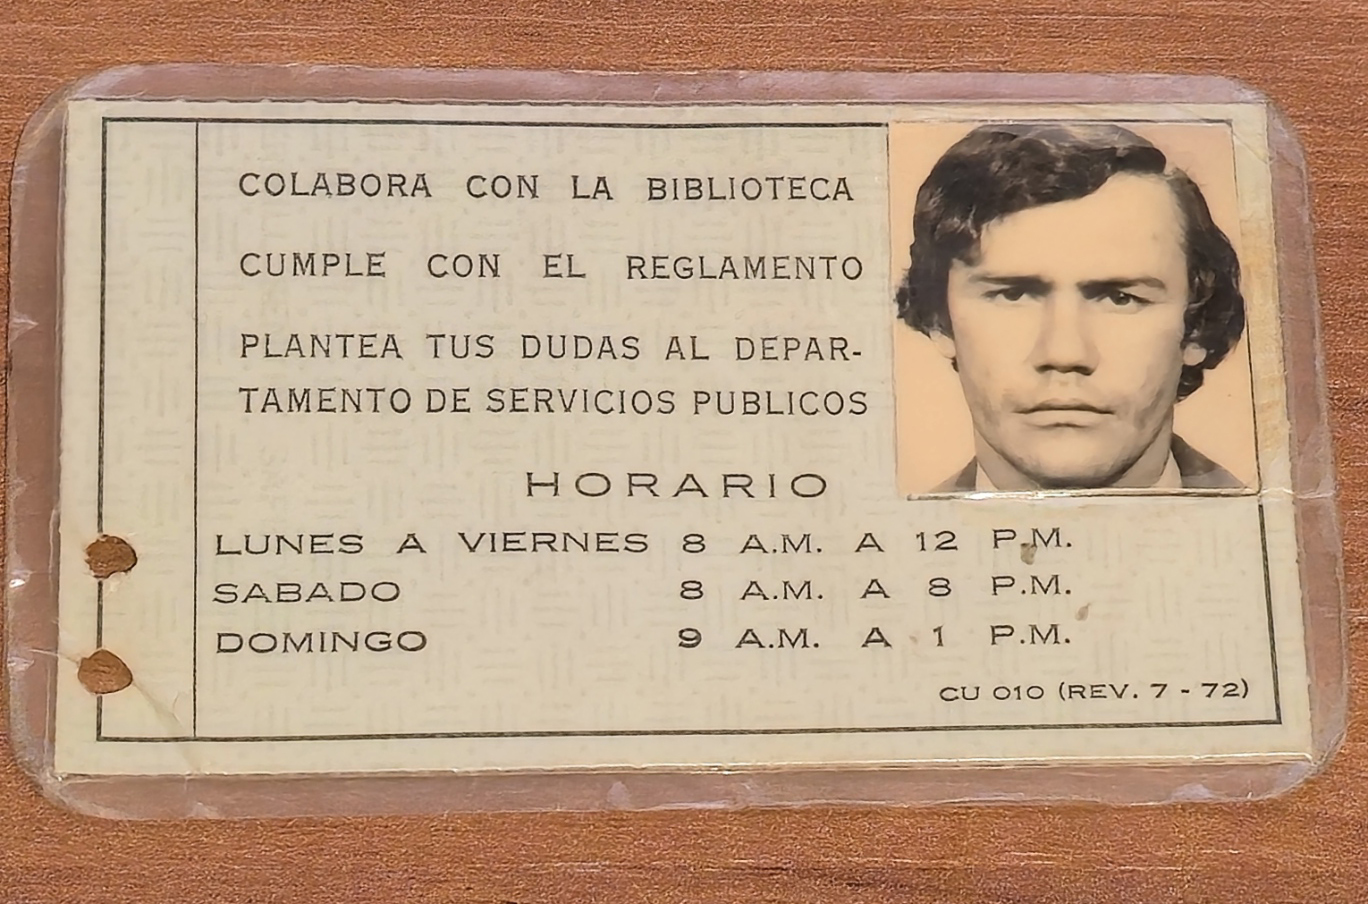 COLABORA CON LA BIBLIOTECA
CUMPLE CON EL REGLAMENTO
PLANTEA TUS DUDAS AL DEPAR-
TAMENTO DE SERVICIOS PUBLICOS
HORARIO
LUNES A VIERNES 8 A.M. A 12 P.M.
SABADO 8 A.M. A 8 P.M.
DOMINGO 9 A.M. A 1 P.M.
CU 010 (REV. 7 - 72)